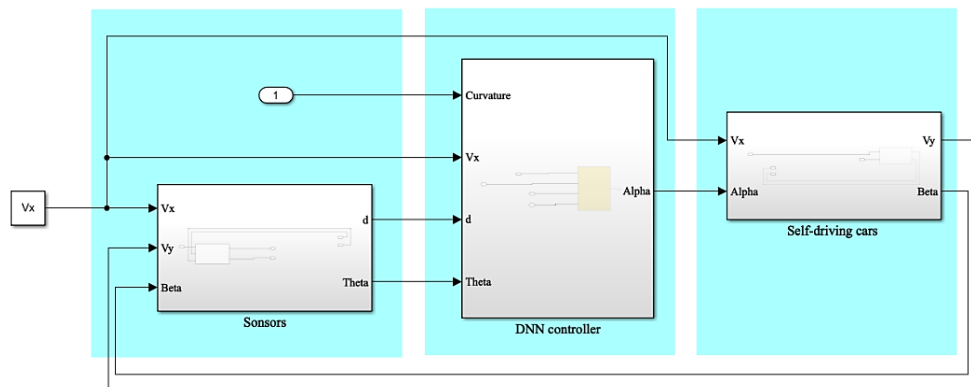 1
Curvature
Vx
Vx
Vy
Vx
Alpha
Alpha
Beta
Vx
Vx
d
d
Self-driving cars
Vy
Theta
Theta
Beta
Sonsors
DNN controller